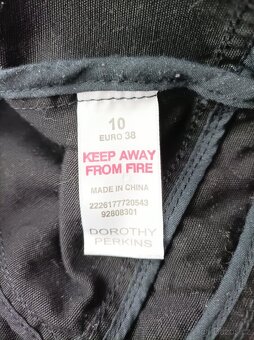 10
EURO 38
KEEP AWAY
FROM FIRE
MADE IN CHINA
2226177720543
92808301
DOROTHY
PERKINS